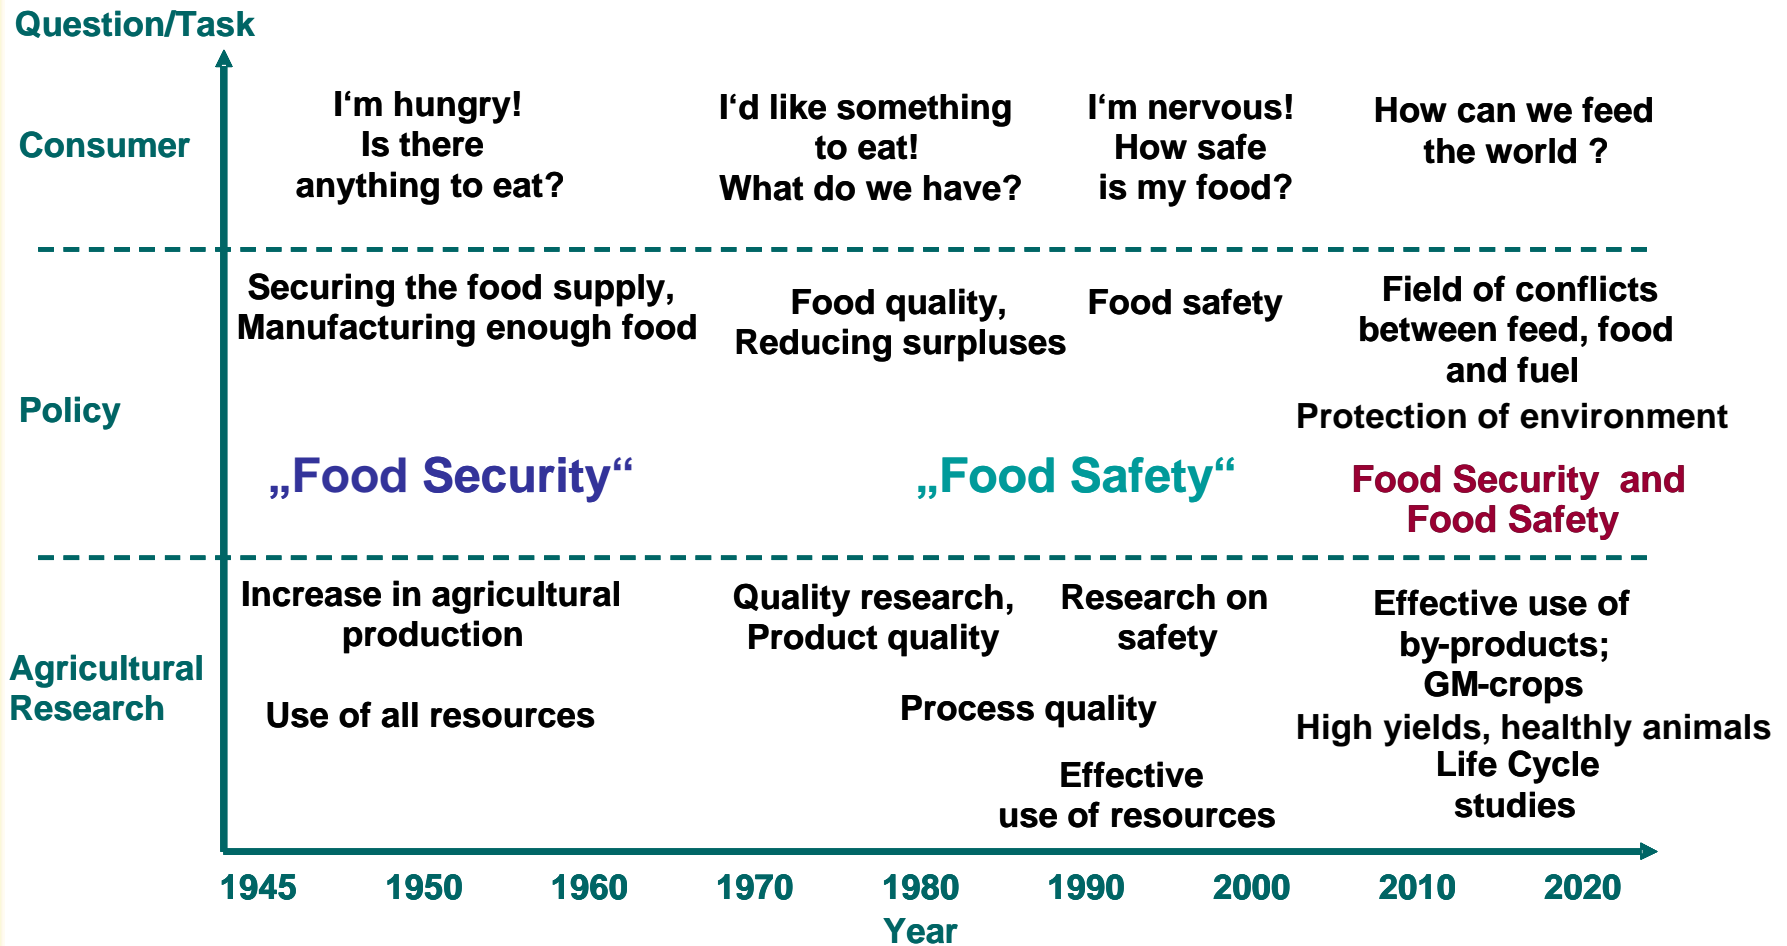 Question/Task
Consumer
I‘m hungry!
Is there
anything to eat?
I‘d like something
to eat!
What do we have?
I‘m nervous!
How safe
is my food?
How can we feed
the world ?
Policy
Securing the food supply,
Manufacturing enough food
Food quality,
Reducing surpluses
Food safety
Field of conflicts
between feed, food
and fuel
Protection of environment
„Food Security“
„Food Safety“
Food Security and
Food Safety
Agricultural
Research
Increase in agricultural
production
Use of all resources
Quality research,
Product quality
Research on
safety
Process quality
Effective
use of resources
Effective use of
by-products;
GM-crops
High yields, healthly animals
Life Cycle
studies
1945 1950 1960 1970 1980 1990 2000 2010 2020
Year